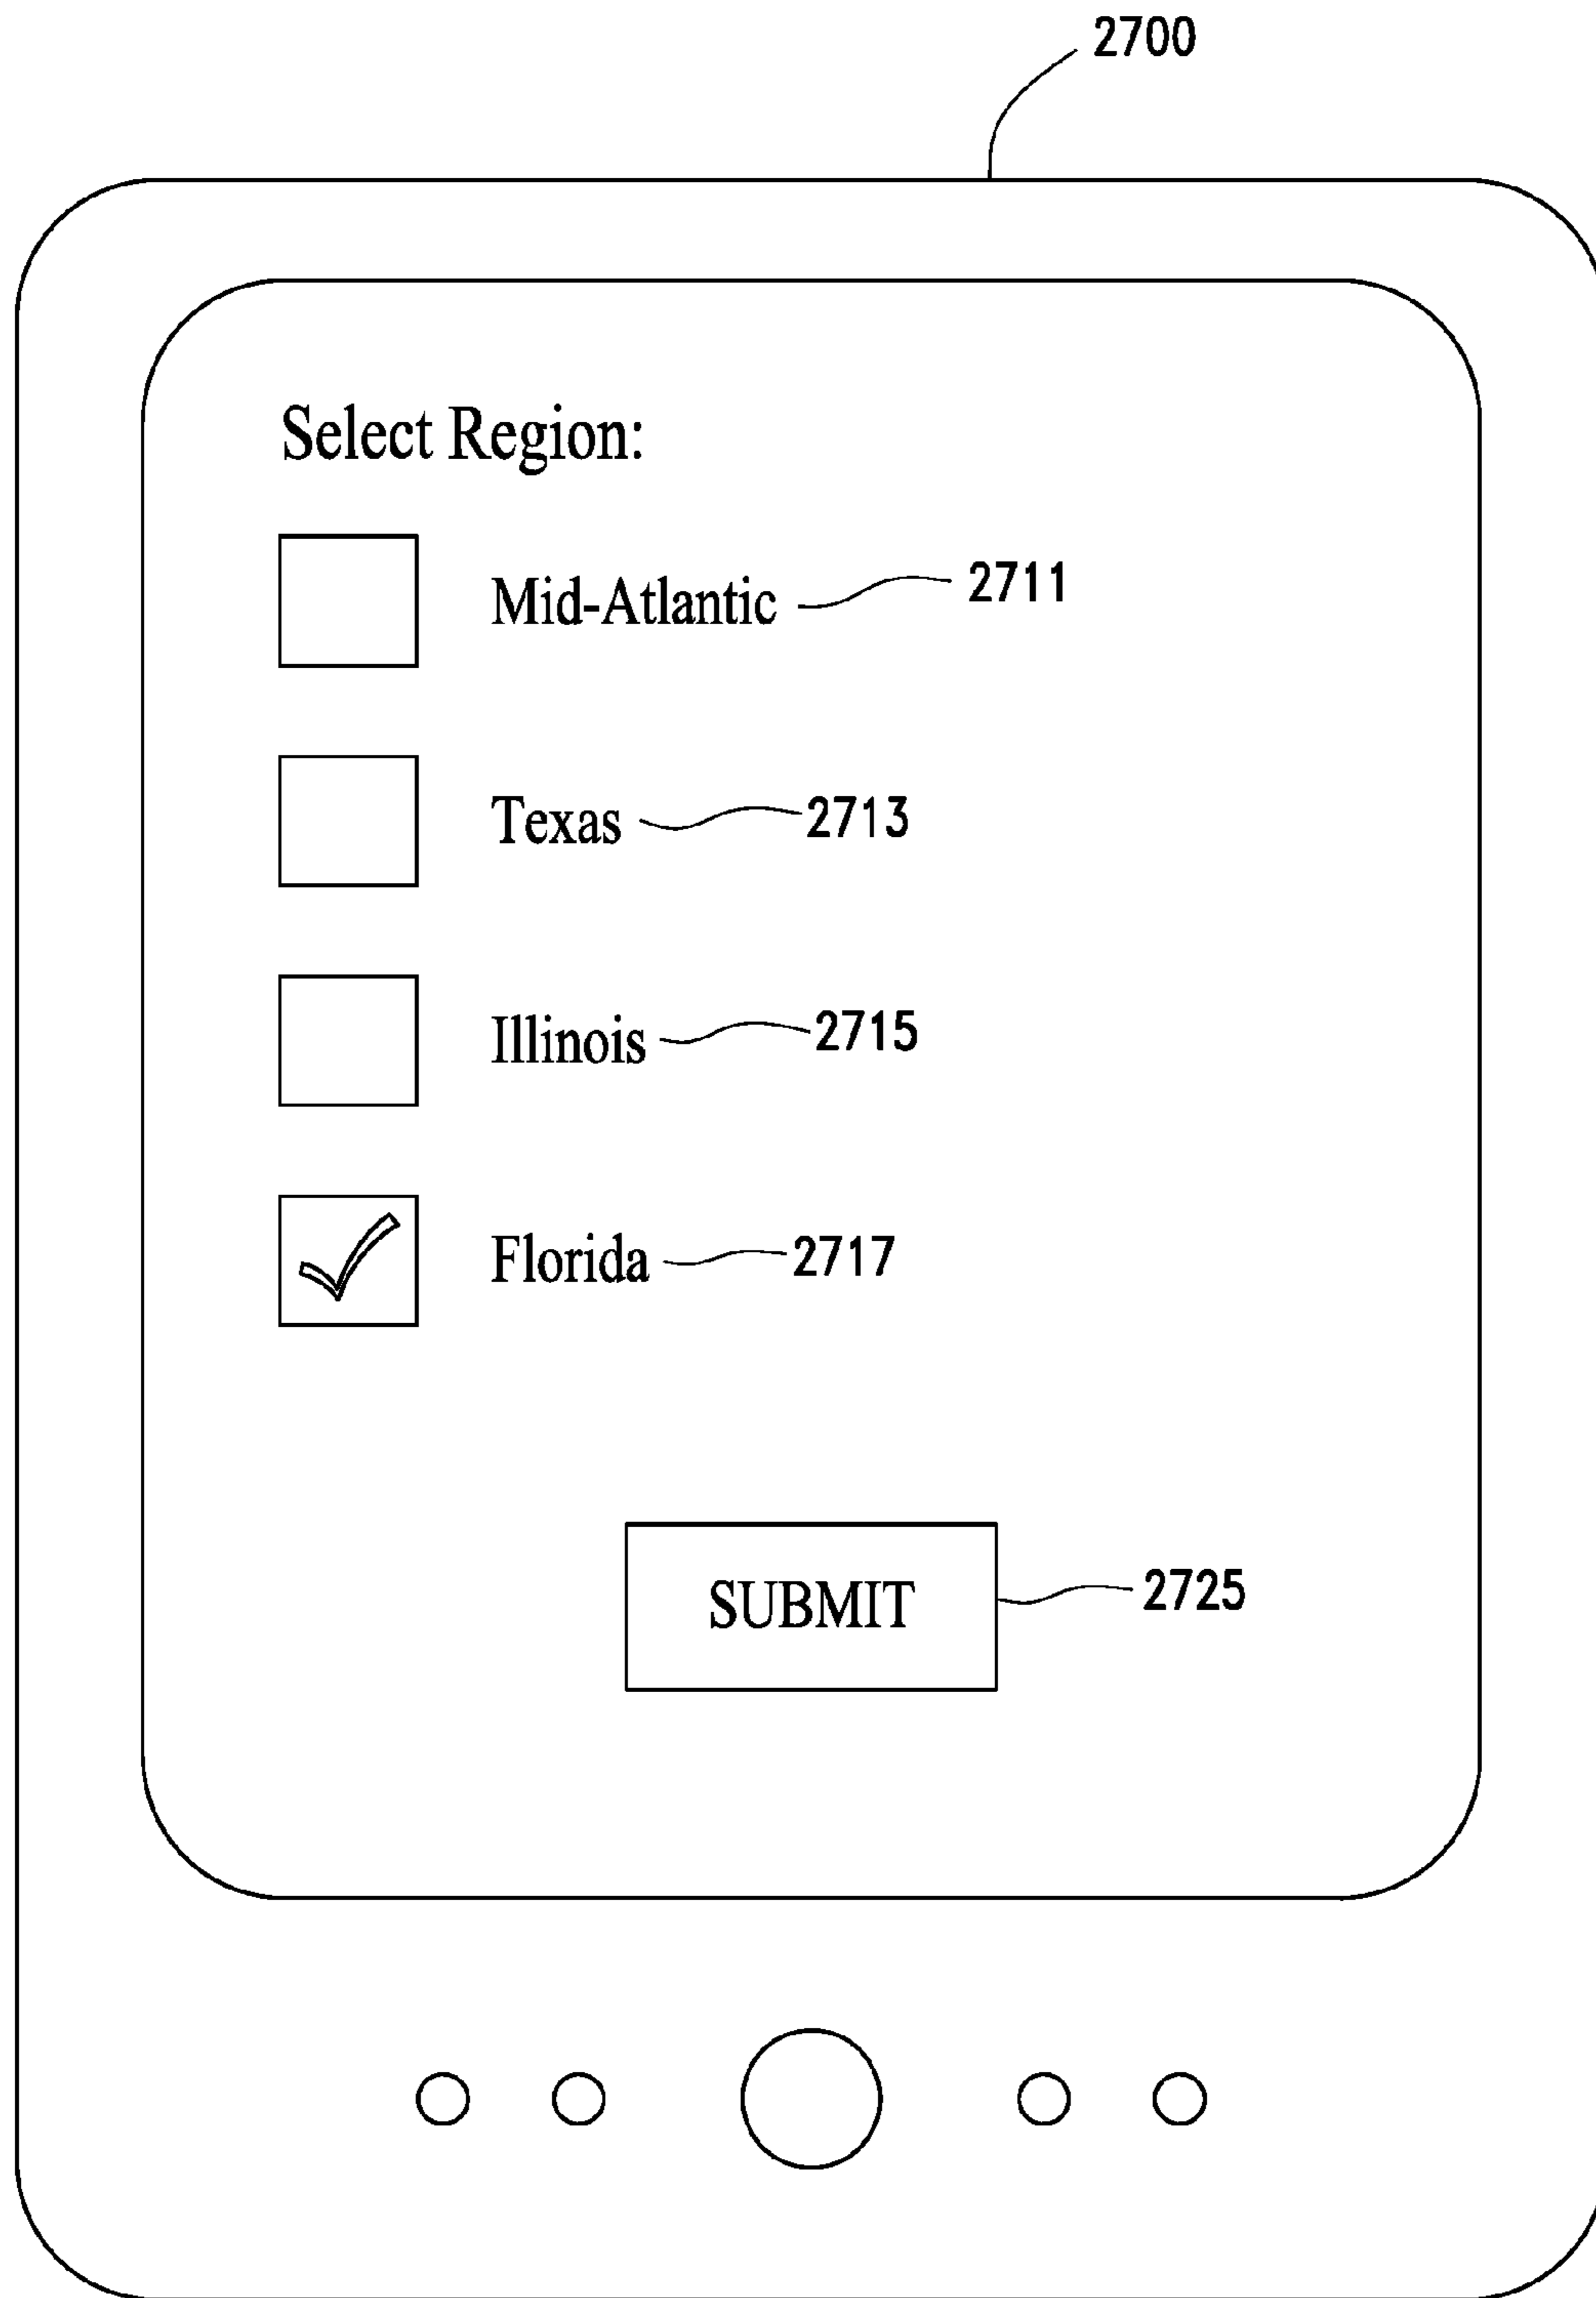 2700
Select Region:
Mid-Atlantic 2711
Texas 2713
Illinois 2715
Florida 2717
SUBMIT 2725